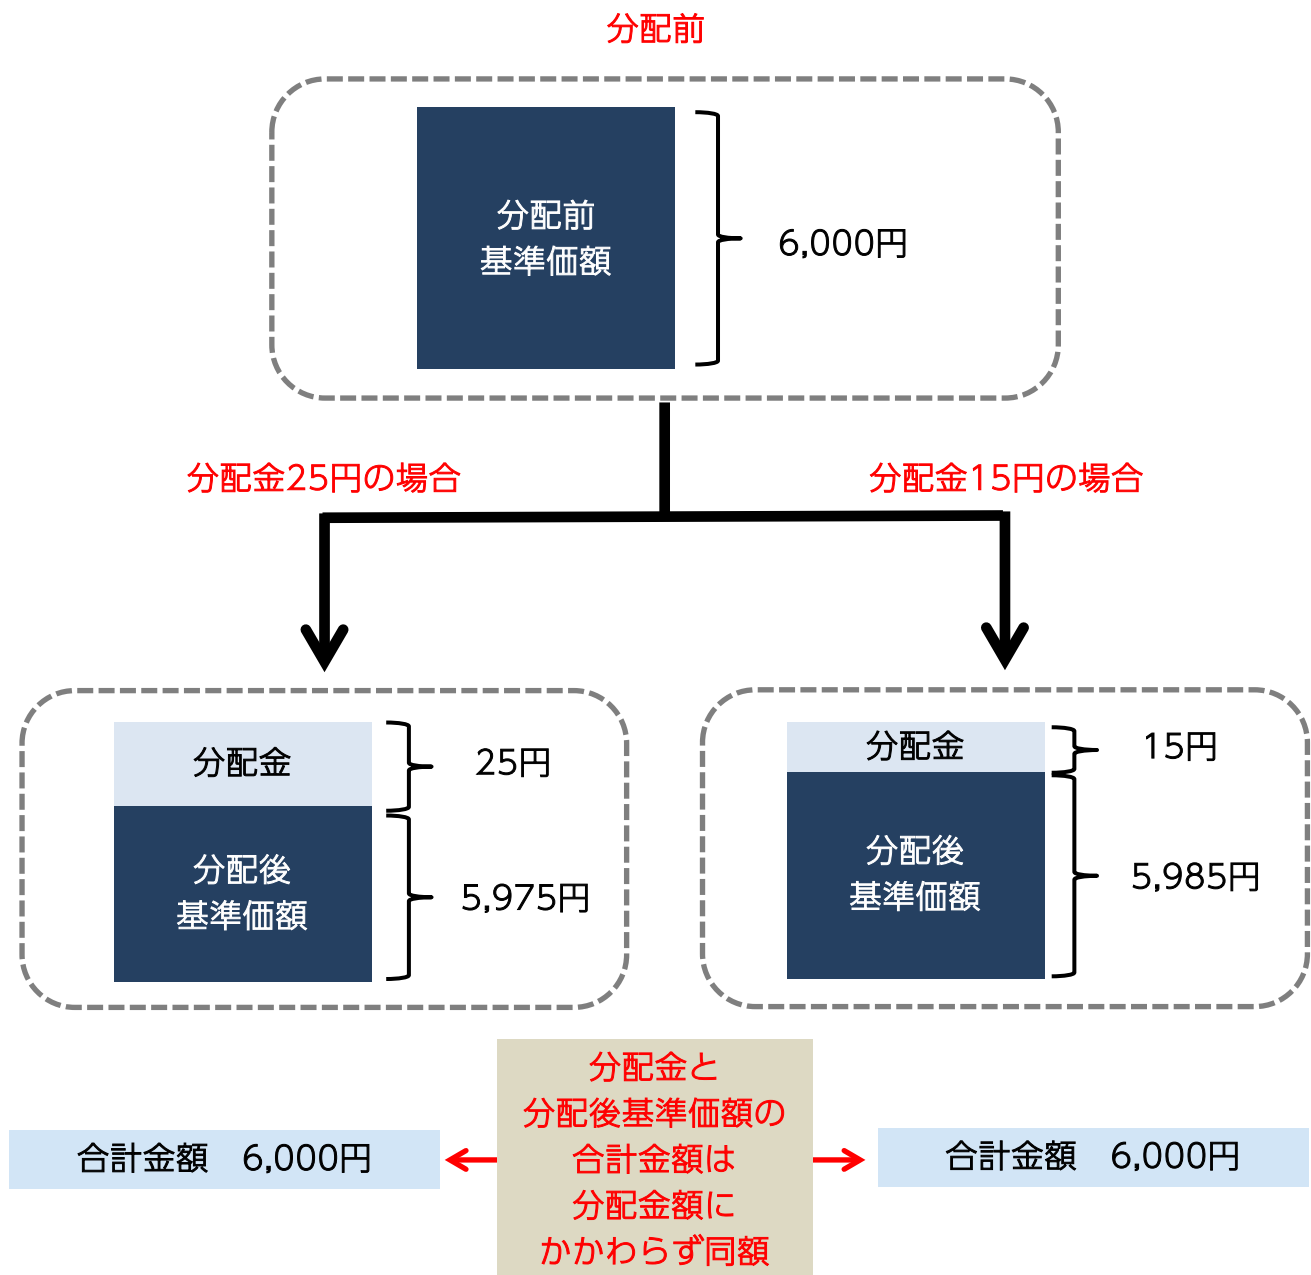 分配前
分配前
基準価額
6,000円
分配金25円の場合
分配金15円の場合
分配金
25円
分配後
基準価額
5,975円
分配金
15円
分配後
基準価額
5,985円
分配金と
分配後基準価額の
合計金額は
分配金額に
かかわらず同額
合計金額　6,000円
合計金額　6,000円